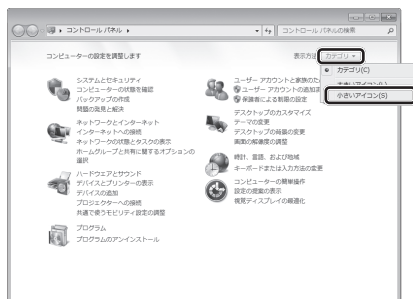 コントロール パネル
コントロール パネルの検索
コンピューターの設定を調整します
表示方法
カテゴリ
カテゴリ(C)
大きいアイコン(L)
小さいアイコン(S)
システムとセキュリティ
コンピューターの状態を確認
バックアップの作成
問題の発見と解決
ネットワークとインターネット
インターネットへの接続
ネットワークの状態とタスクの表示
ホームグループと共有に関するオプションの
選択
ハードウェアとサウンド
デバイスとプリンターの表示
デバイスの追加
プロジェクターへの接続
共通で使うモビリティ設定の調整
プログラム
プログラムのアンインストール
ユーザー アカウントと家族のた
ユーザー アカウントの追加ま
保護者による制限の設定
デスクトップのカスタマイズ
テーマの変更
デスクトップの背景の変更
画面の解像度の調整
時計、言語、および地域
キーボードまたは入力方法の変更
コンピューターの簡単操作
設定の提案の表示
視覚ディスプレイの最適化